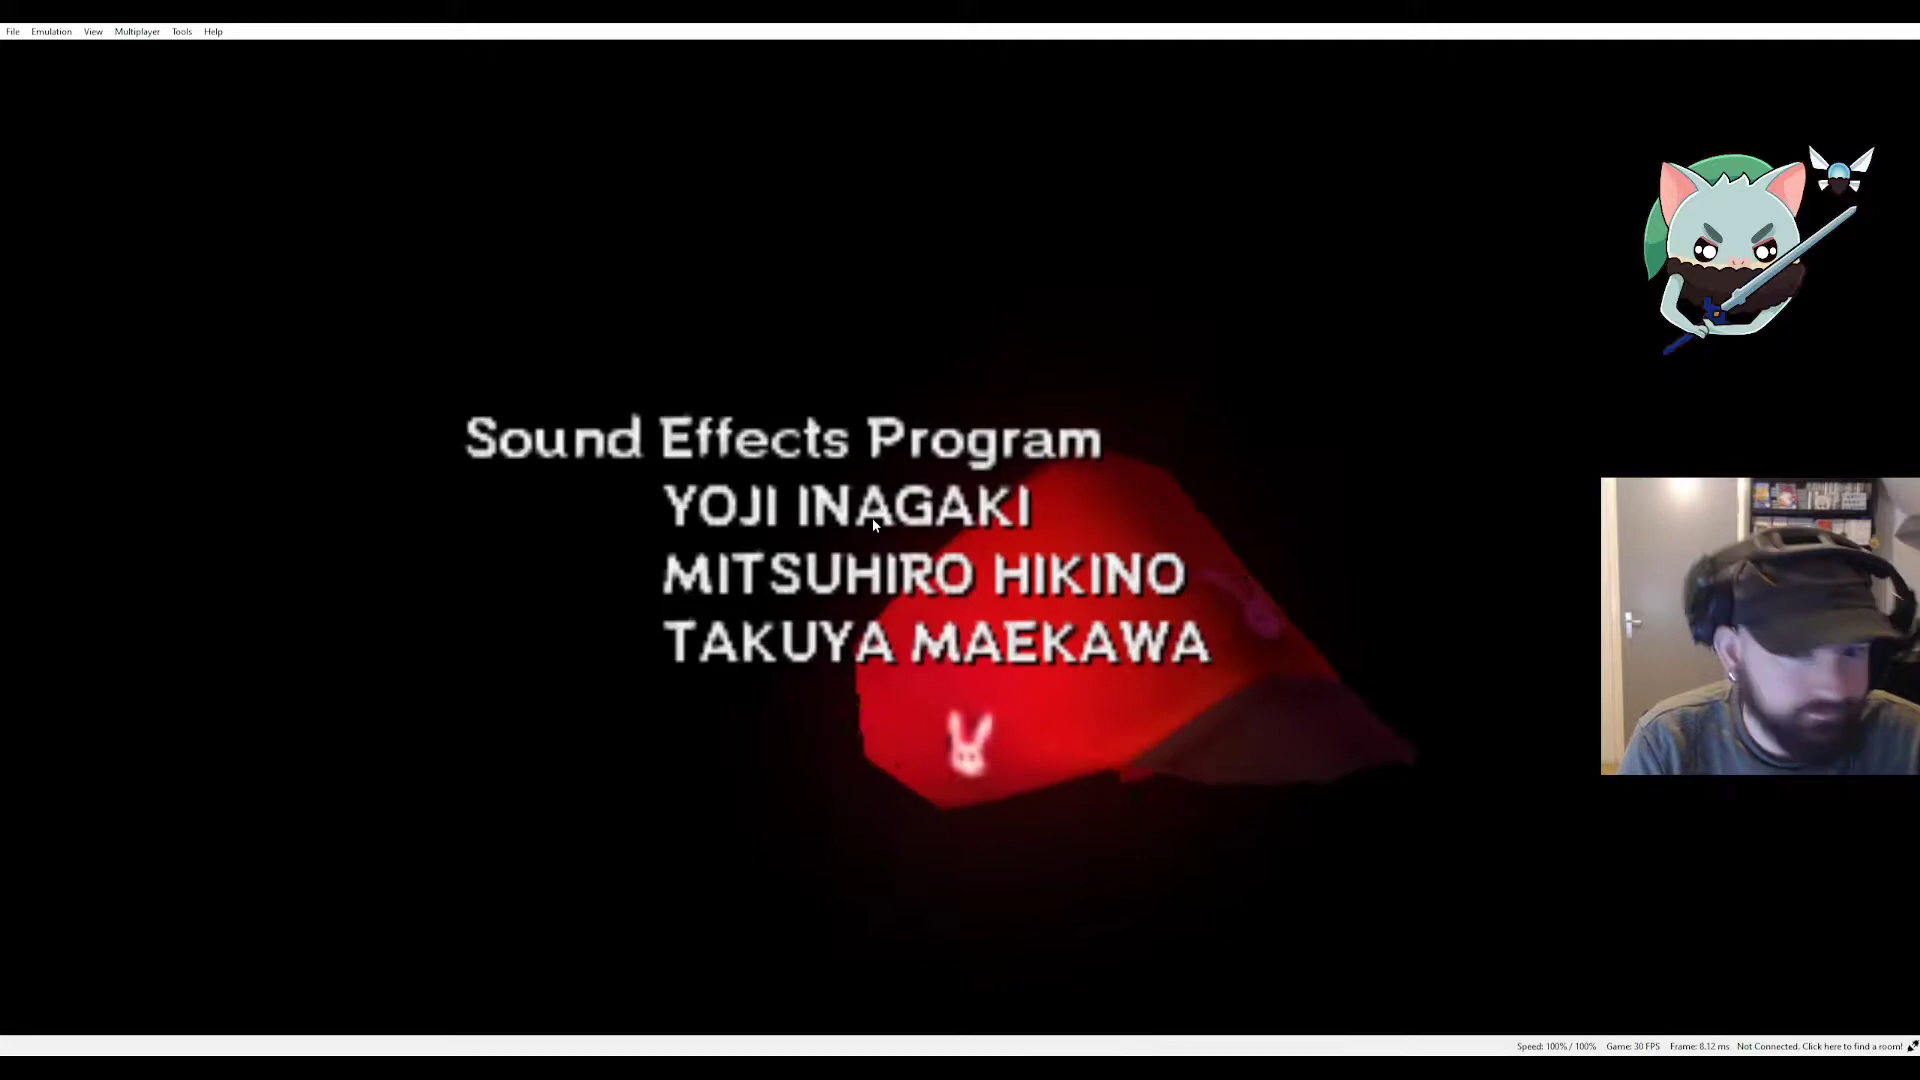 File Emulation View Multiplayer Tools Help
Sound Effects Program
YOJI INAGAKI
MITSUHIRO HIKINO
TAKUYA MAEKAWA
Speed: 100% / 100% Game: 30 FPS Frame: 8.12 ms Not Connected. Click here to find a room!